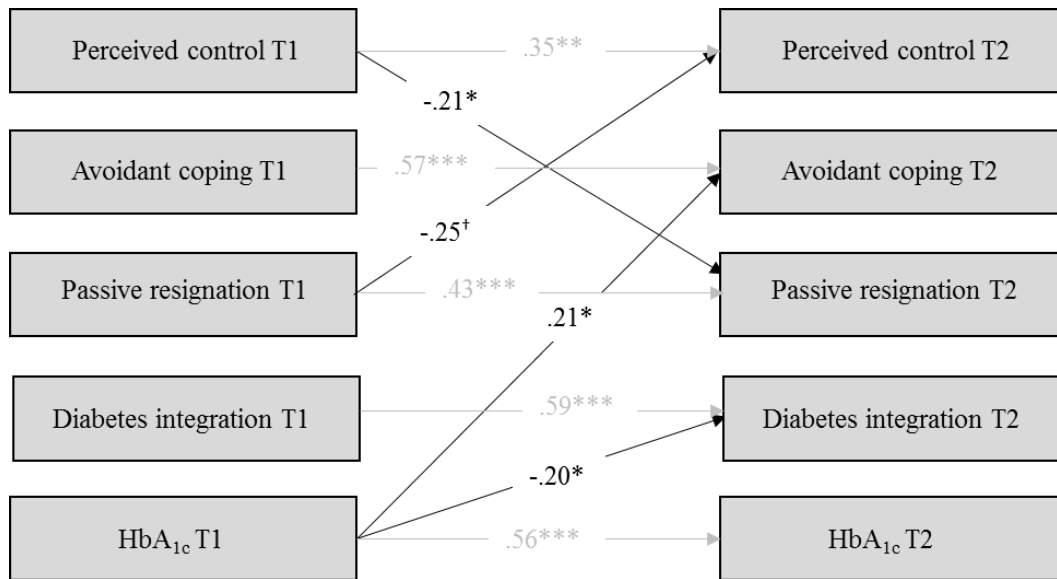 Perceived control T1
.35**
Perceived control T2
-.21*
Avoidant coping T1
.57***
Avoidant coping T2
-.25†
Passive resignation T1
.43***
Passive resignation T2
.21*
Diabetes integration T1
.59***
Diabetes integration T2
-.20*
HbA1c T1
.56***
HbA1c T2